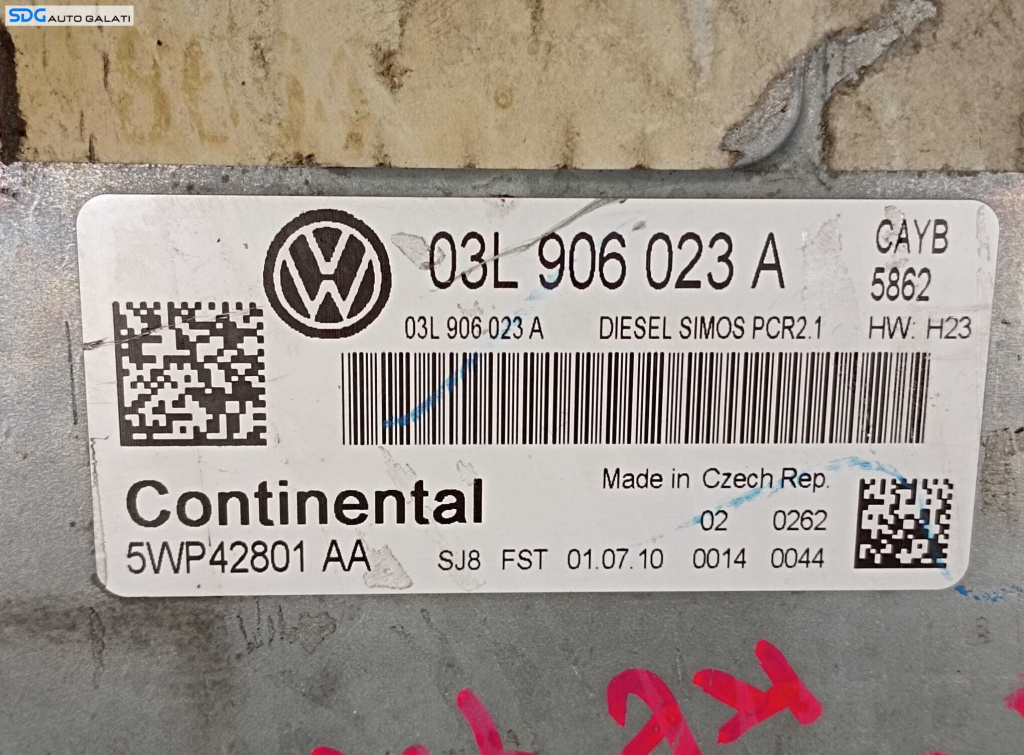 SDG AUTO GALATI
03L 906 023 A
CAYB
5862
03L 906 023 A DIESEL SIMOS PCR2.1 HW: H23
Continental
Made in Czech Rep.
02 0262
5WP42801 AA SJ8 FST 01.07.10 0014 0044